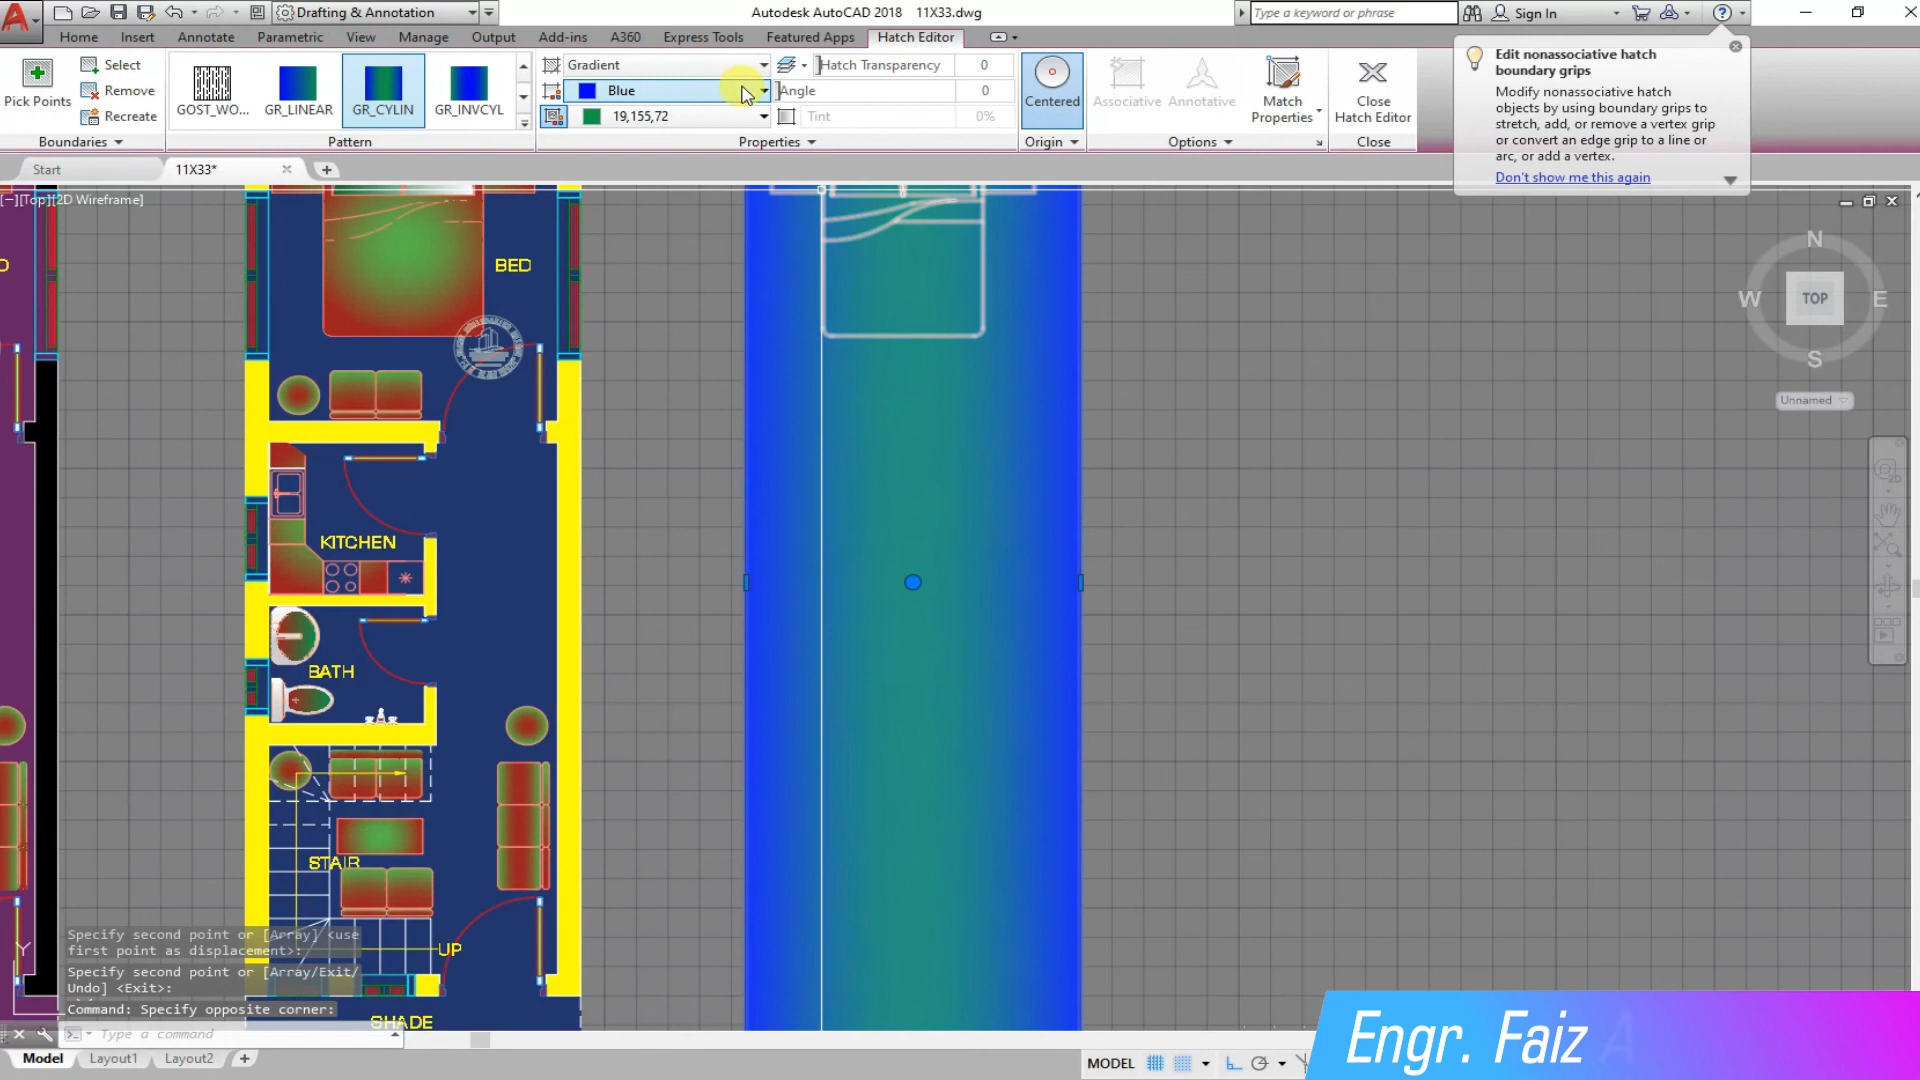 Drafting & Annotation
Autodesk AutoCAD 2018 11X33.dwg
Type a keyword or phrase
Sign In
Home Insert Annotate Parametric View Manage Output Add-ins A360 Express Tools Featured Apps Hatch Editor
Pick Points
Select
Remove
Recreate
Boundaries
GOST_WO...
GR_LINEAR
GR_CYLIN
GR_INVCYL
Pattern
Gradient
Blue
19,155,72
Hatch Transparency 0
Angle 0
Tint 0%
Properties
Centered
Origin
Associative
Annotative
Match
Properties
Options
Close
Hatch Editor
Close
Edit nonassociative hatch
boundary grips
Modify nonassociative hatch
objects by using boundary grips to
stretch, add, or remove a vertex grip
or convert an edge grip to a line or
arc, or add a vertex.
Don't show me this again
Start
11X33*
[−][Top][2D Wireframe]
N
W
TOP
E
S
Unnamed
BED
KITCHEN
BATH
STAIR
UP
SHADE
Y
Specify second point or [Array] <use
first point as displacement>:
Specify second point or [Array/Exit/
Undo] <Exit>:
Command: Specify opposite corner:
Type a command
Model Layout1 Layout2
MODEL
Engr. Faiz A